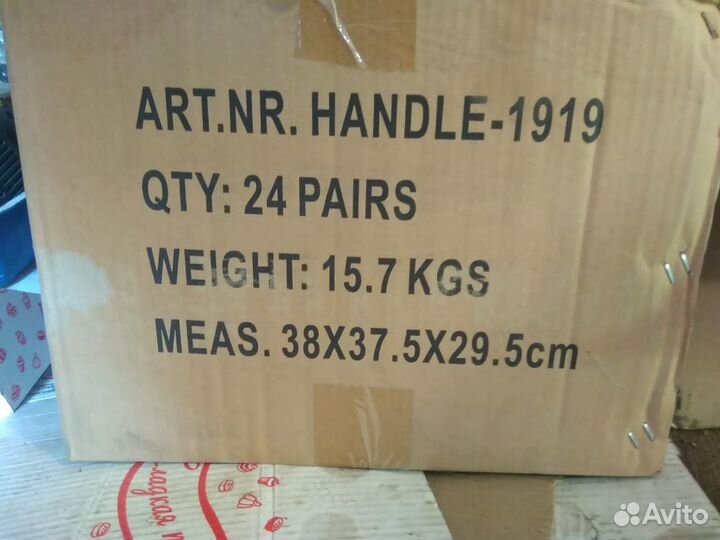 ART.NR. HANDLE-1919
QTY: 24 PAIRS
WEIGHT: 15.7 KGS
MEAS. 38X37.5X29.5cm
Avito